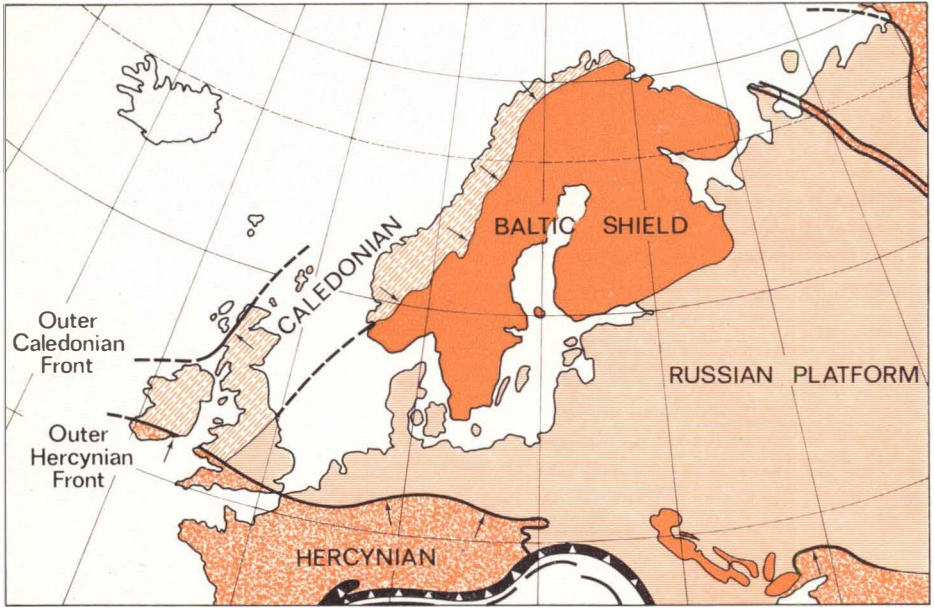 BALTIC SHIELD
CALEDONIAN
Outer
Caledonian
Front
RUSSIAN PLATFORM
Outer
Hercynian
Front
HERCYNIAN